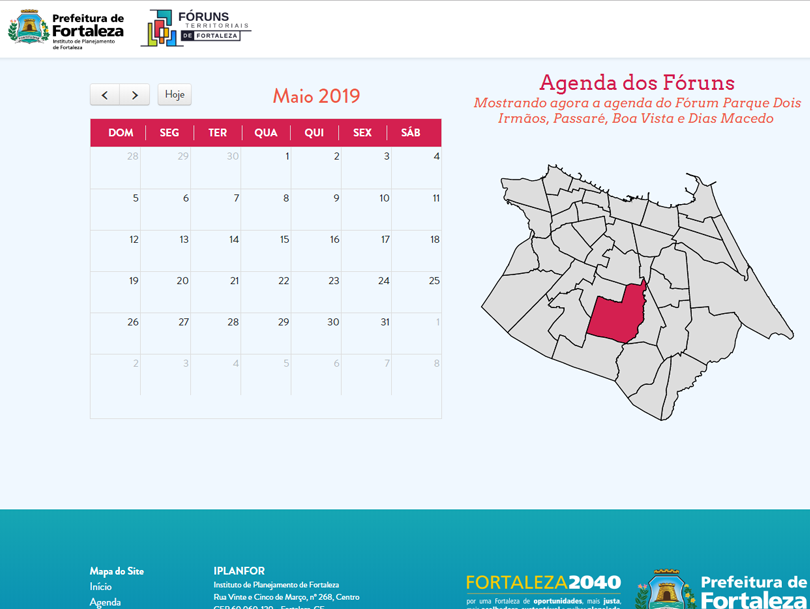 Prefeitura de
Fortaleza
Instituto de Planejamento
de Fortaleza
FÓRUNS
TERRITORIAIS
DE FORTALEZA
Hoje
Maio 2019
DOM SEG TER QUA QUI SEX SÁB
28 29 30 1 2 3 4
5 6 7 8 9 10 11
12 13 14 15 16 17 18
19 20 21 22 23 24 25
26 27 28 29 30 31 1
2 3 4 5 6 7 8
Agenda dos Fóruns
Mostrando agora a agenda do Fórum Parque Dois
Irmãos, Passaré, Boa Vista e Dias Macedo
Mapa do Site
Início
Agenda
IPLANFOR
Instituto de Planejamento de Fortaleza
Rua Vinte e Cinco de Março, nº 268, Centro
FORTALEZA2040
por uma Fortaleza de oportunidades, mais justa,
Prefeitura de
Fortaleza